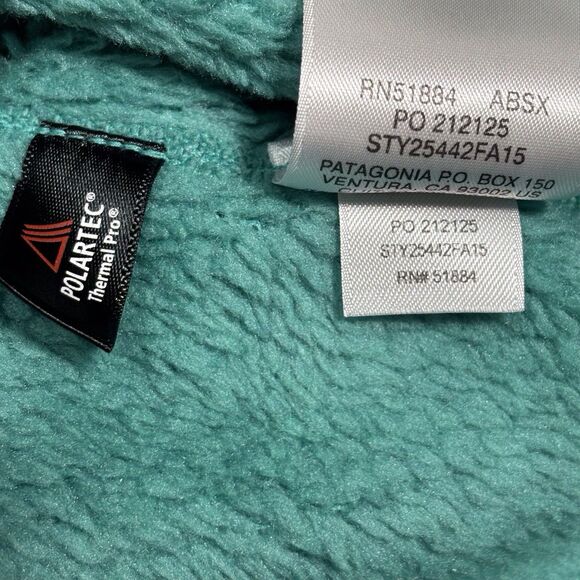 POLARTEC®
Thermal Pro®
RN51884 ABSX
PO 212125
STY25442FA15
PATAGONIA P.O. BOX 150
VENTURA, CA 93002 US
PO 212125
STY25442FA15
RN# 51884